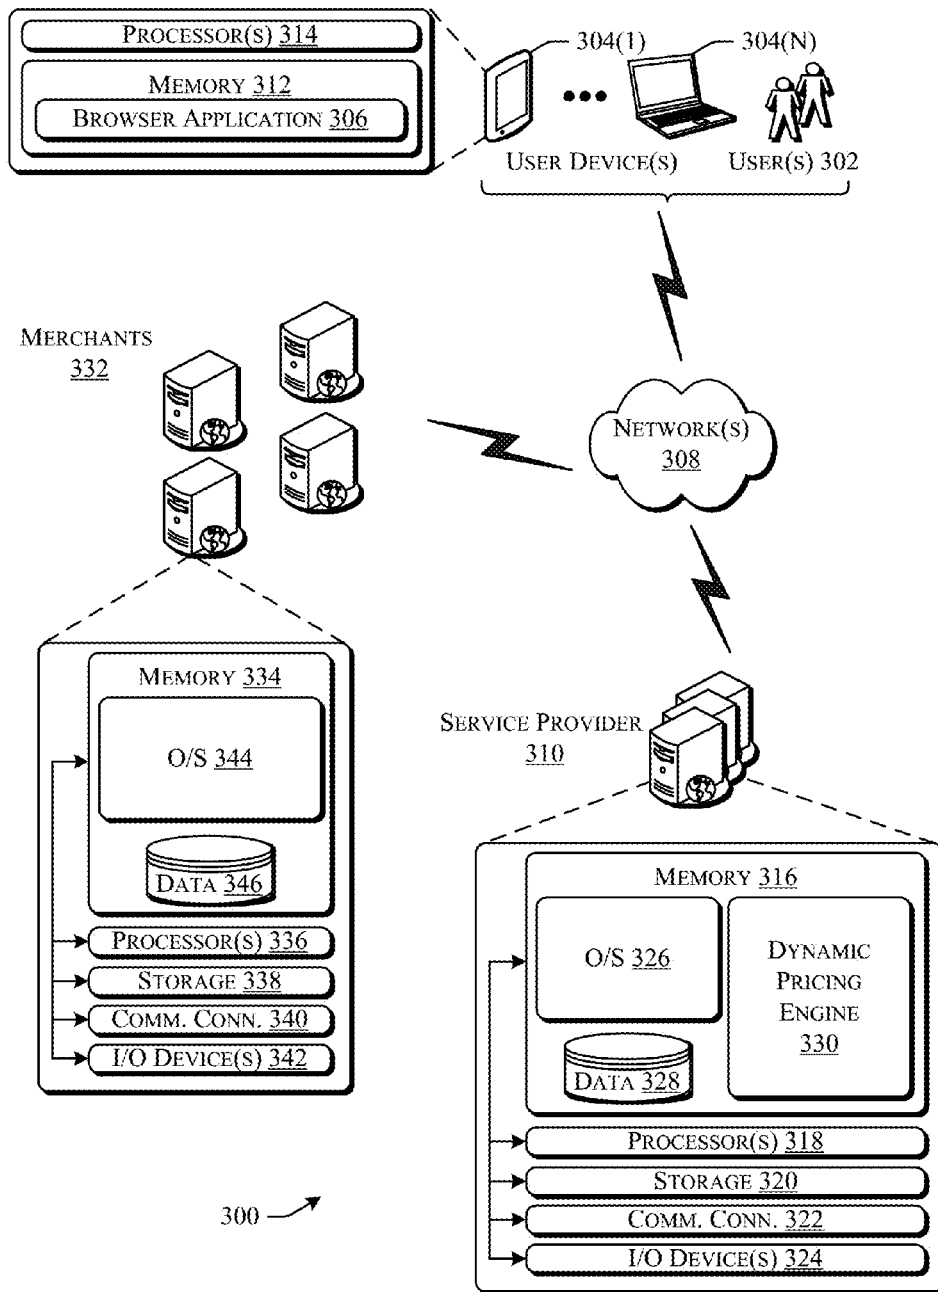 PROCESSOR(S) 314
MEMORY 312
BROWSER APPLICATION 306
304(1)
304(N)
USER DEVICE(S)
USER(S) 302
MERCHANTS
332
NETWORK(S)
308
MEMORY 334
O/S 344
DATA 346
PROCESSOR(S) 336
STORAGE 338
COMM. CONN. 340
I/O DEVICE(S) 342
SERVICE PROVIDER
310
MEMORY 316
O/S 326
DYNAMIC
PRICING
ENGINE
330
DATA 328
PROCESSOR(S) 318
STORAGE 320
COMM. CONN. 322
I/O DEVICE(S) 324
300